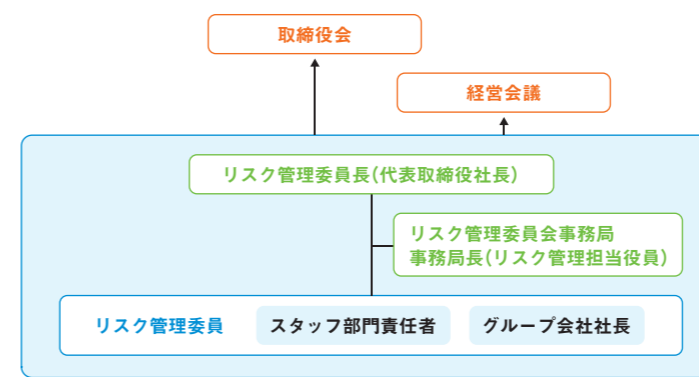 取締役会
経営会議
リスク管理委員長(代表取締役社長)
リスク管理委員会事務局
事務局長(リスク管理担当役員)
リスク管理委員 スタッフ部門責任者 グループ会社社長